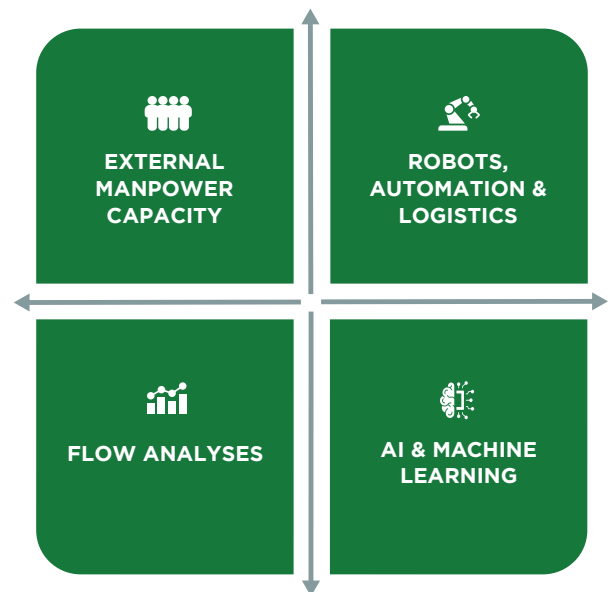 EXTERNAL
MANPOWER
CAPACITY
ROBOTS,
AUTOMATION &
LOGISTICS
FLOW ANALYSES
AI & MACHINE
LEARNING